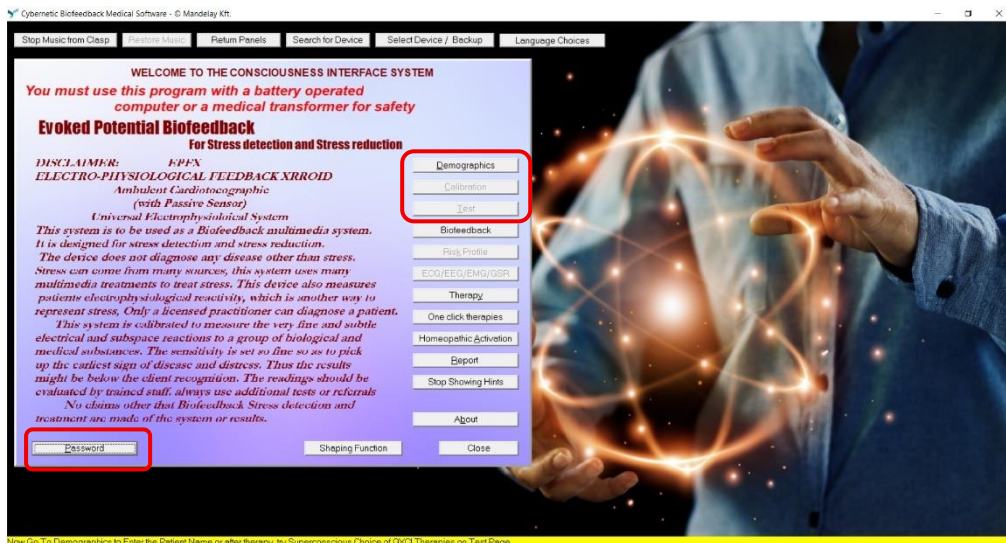 Cybernetic Biofeedback Medical Software - © Mandelay Kft.
Stop Music from Clasp
Restore Music
Return Panels
Search for Device
Select Device / Backup
Language Choices
WELCOME TO THE CONSCIOUSNESS INTERFACE SYSTEM
You must use this program with a battery operated
computer or a medical transformer for safety
Evoked Potential Biofeedback
For Stress detection and Stress reduction
DISCLAIMER: EPFX
ELECTRO-PHYSIOLOGICAL FEEDBACK XRROID
Ambulent Cardiotocographic
(with Passive Sensor)
Universal Electrophysiological System
This system is to be used as a Biofeedback multimedia system.
It is designed for stress detection and stress reduction.
The device does not diagnose any disease other than stress.
Stress can come from many sources, this system uses many
multimedia treatments to treat stress. This device also measures
patients electrophysiological reactivity, which is another way to
represent stress, Only a licensed practitioner can diagnose a patient.
This system is calibrated to measure the very fine and subtle
electrical and subspace reactions to a group of biological and
medical substances. The sensitivity is set so fine so as to pick
up the earliest sign of disease and distress. Thus the results
might be below the client recognition. The readings should be
evaluated by trained staff, always use additional tests or referrals
No claims other that Biofeedback Stress detection and
treatment are made of the system or results.
Demographics
Calibration
Test
Biofeedback
Risk Profile
ECG/EEG/EMG/GSR
Therapy
One click therapies
Homeopathic Activation
Report
Stop Showing Hints
About
Password
Shaping Function
Close
Now Go To Demographics to Enter the Patient Name or after therapy, try Superconscious Choice of QXCI Therapies on Test Page